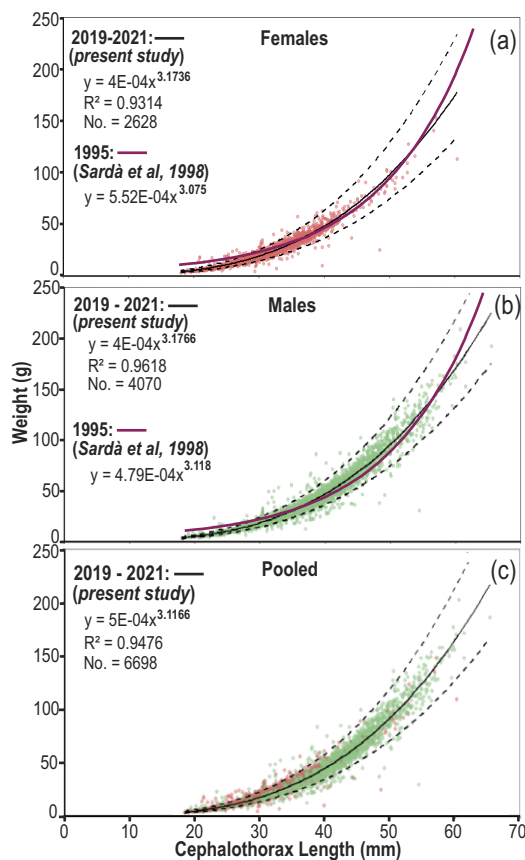 Weight (g)
250
200
150
100
50
0
2019-2021:
(present study)
y = 4E-04x^3.1736
R² = 0.9314
No. = 2628
1995:
(Sardà et al, 1998)
y = 5.52E-04x^3.075
Females
(a)
250
200
150
100
50
0
2019 - 2021:
(present study)
y = 4E-04x^3.1766
R² = 0.9618
No. = 4070
1995:
(Sardà et al, 1998)
y = 4.79E-04x^3.118
Males
(b)
250
200
150
100
50
0
2019 - 2021:
(present study)
y = 5E-04x^3.1166
R² = 0.9476
No. = 6698
Pooled
(c)
0 10 20 30 40 50 60 70
Cephalothorax Length (mm)